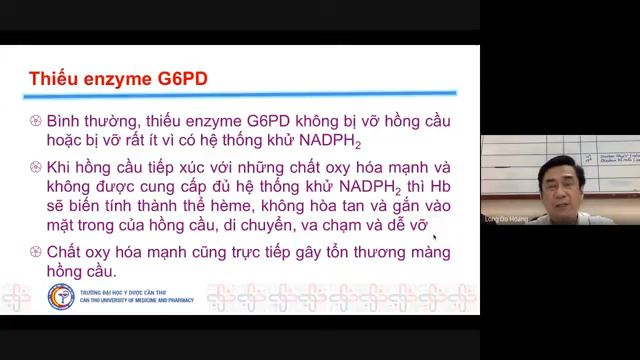 Thiếu enzyme G6PD
Bình thường, thiếu enzyme G6PD không bị vỡ hồng cầu
hoặc bị vỡ rất ít vì có hệ thống khử NADPH2
Khi hồng cầu tiếp xúc với những chất oxy hóa mạnh và
không được cung cấp đủ hệ thống khử NADPH2 thì Hb
sẽ biến tính thành thể hème, không hòa tan và gắn vào
mặt trong của hồng cầu, di chuyển, va chạm và dễ vỡ
Chất oxy hóa mạnh cũng trực tiếp gây tổn thương màng
hồng cầu.
TRƯỜNG ĐẠI HỌC Y DƯỢC CẦN THƠ
CAN THO UNIVERSITY OF MEDICINE AND PHARMACY
Long Do Hoang